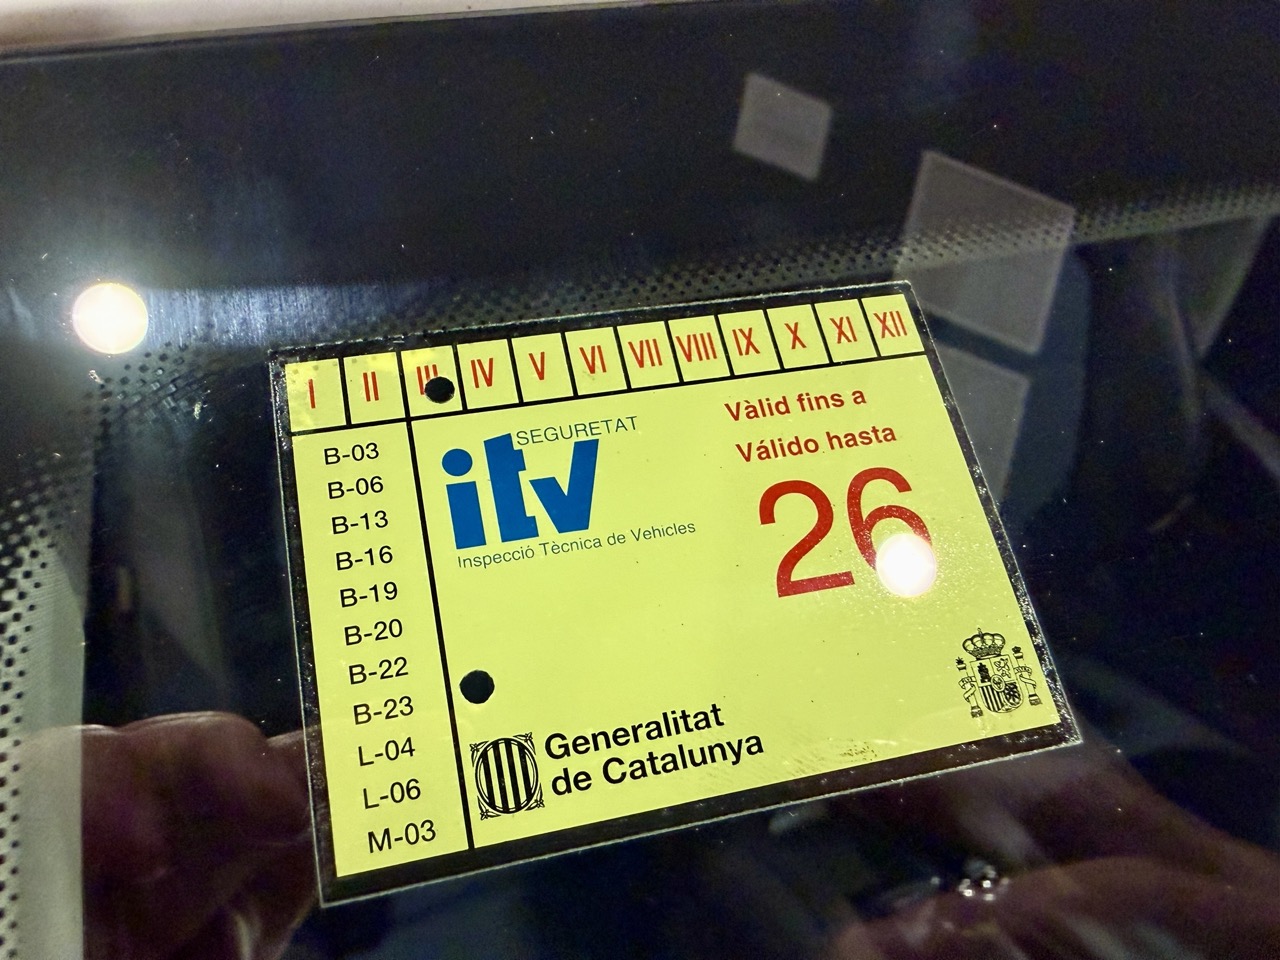 I II III IV V VI VII VIII IX X XI XII
B-03
B-06
B-13
B-16
B-19
B-20
B-22
B-23
L-04
L-06
M-03
SEGURETAT
itv
Inspecció Tècnica de Vehicles
Vàlid fins a
Válido hasta
26
Generalitat
de Catalunya